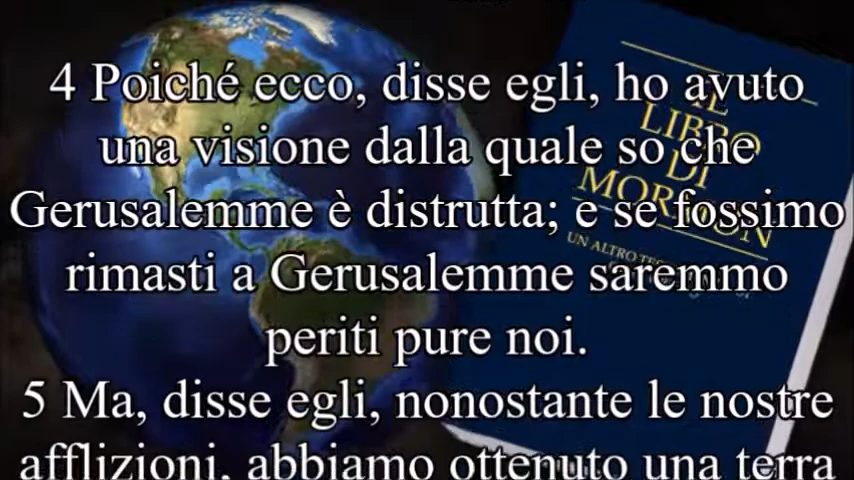 4 Poiché ecco, disse egli, ho avuto
una visione dalla quale so che
Gerusalemme è distrutta; e se fossimo
rimasti a Gerusalemme saremmo
periti pure noi.
5 Ma, disse egli, nonostante le nostre
afflizioni, abbiamo ottenuto una terra
IL
LIBRO
DI
MORMON
UN ALTRO